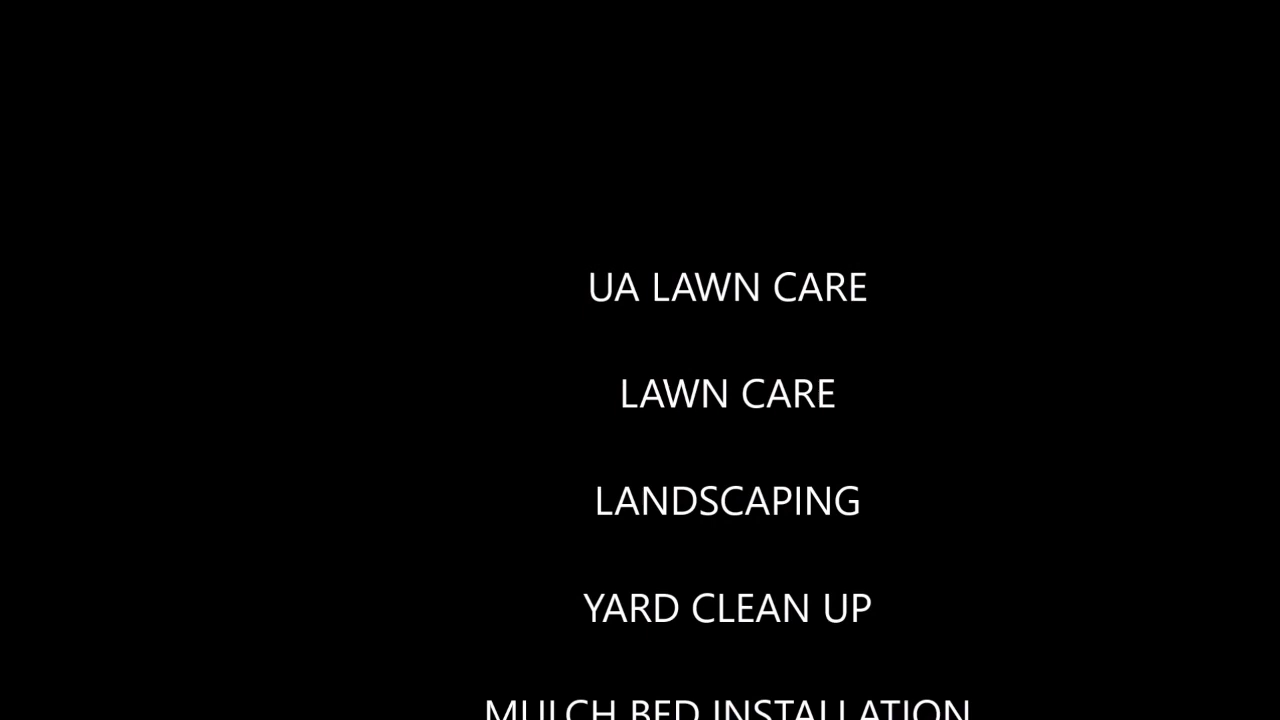 UA LAWN CARE
LAWN CARE
LANDSCAPING
YARD CLEAN UP
MULCH BED INSTALLATION